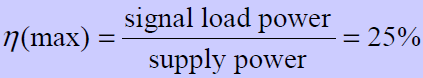 η(max) = signal load power / supply power = 25%